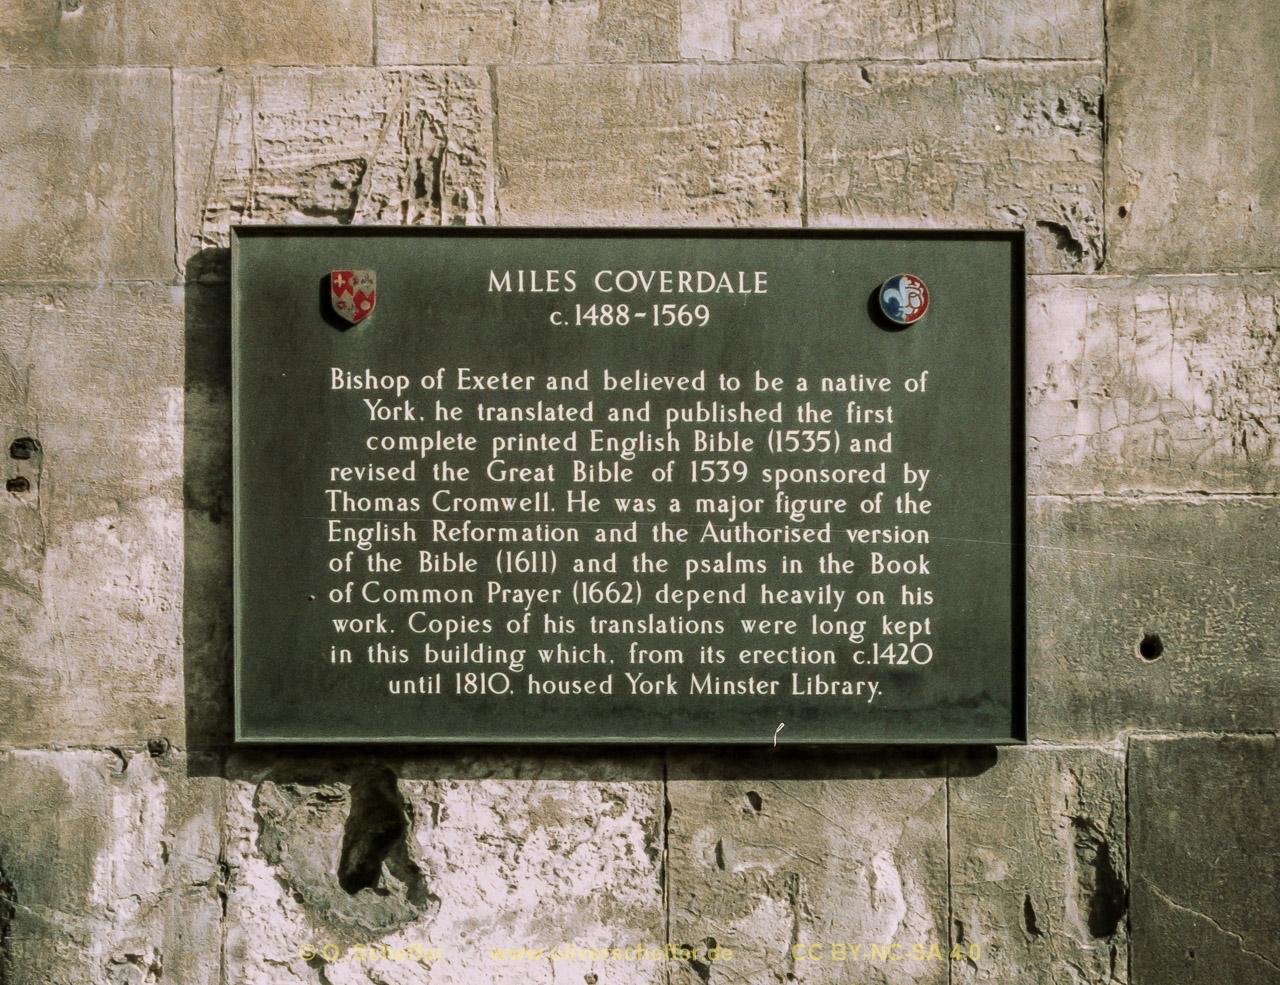 MILES COVERDALE
c. 1488 - 1569
Bishop of Exeter and believed to be a native of
York, he translated and published the first
complete printed English Bible (1535) and
revised the Great Bible of 1539 sponsored by
Thomas Cromwell. He was a major figure of the
English Reformation and the Authorised version
of the Bible (1611) and the psalms in the Book
of Common Prayer (1662) depend heavily on his
work. Copies of his translations were long kept
in this building which, from its erection c.1420
until 1810, housed York Minster Library.
© O. Scheffer www.oliverscheffer.de CC BY-NC-SA 4.0